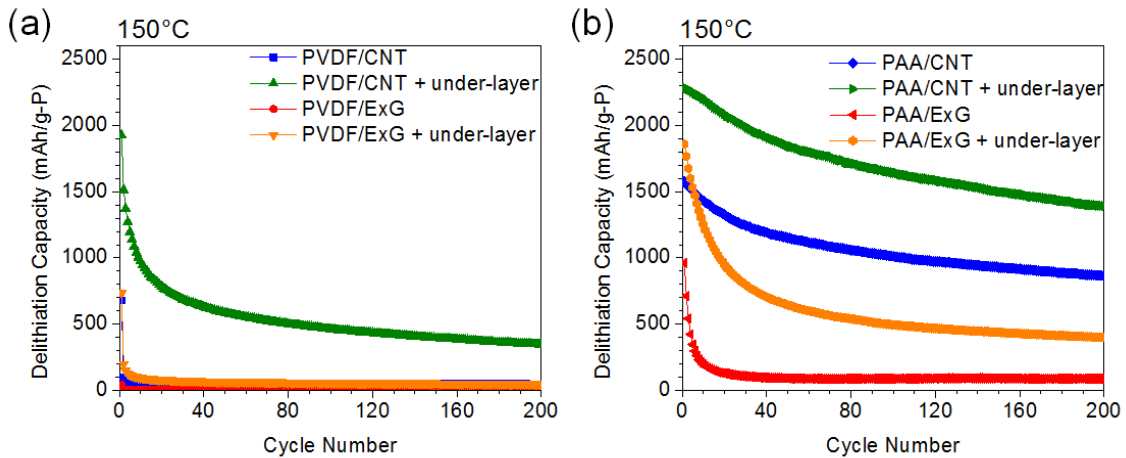 (a)
150°C
PVDF/CNT
PVDF/CNT + under-layer
PVDF/ExG
PVDF/ExG + under-layer
2500
2000
1500
1000
500
0
Delithiation Capacity (mAh/g-P)
0 40 80 120 160 200
Cycle Number
(b)
150°C
PAA/CNT
PAA/CNT + under-layer
PAA/ExG
PAA/ExG + under-layer
2500
2000
1500
1000
500
0
Delithiation Capacity (mAh/g-P)
0 40 80 120 160 200
Cycle Number